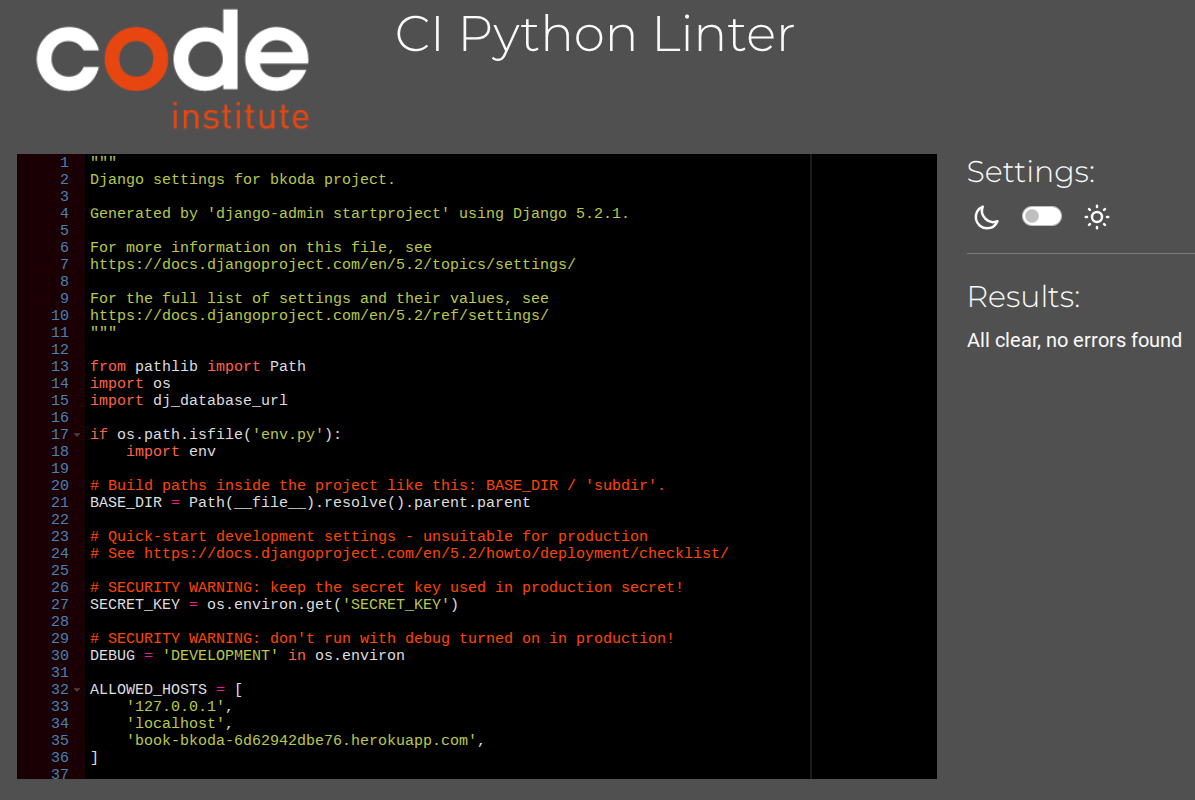 code
institute
CI Python Linter
1 """
2 Django settings for bkoda project.
3
4 Generated by 'django-admin startproject' using Django 5.2.1.
5
6 For more information on this file, see
7 https://docs.djangoproject.com/en/5.2/topics/settings/
8
9 For the full list of settings and their values, see
10 https://docs.djangoproject.com/en/5.2/ref/settings/
11 """
12
13 from pathlib import Path
14 import os
15 import dj_database_url
16
17 if os.path.isfile('env.py'):
18     import env
19
20 # Build paths inside the project like this: BASE_DIR / 'subdir'.
21 BASE_DIR = Path(__file__).resolve().parent.parent
22
23 # Quick-start development settings - unsuitable for production
24 # See https://docs.djangoproject.com/en/5.2/howto/deployment/checklist/
25
26 # SECURITY WARNING: keep the secret key used in production secret!
27 SECRET_KEY = os.environ.get('SECRET_KEY')
28
29 # SECURITY WARNING: don't run with debug turned on in production!
30 DEBUG = 'DEVELOPMENT' in os.environ
31
32 ALLOWED_HOSTS = [
33     '127.0.0.1',
34     'localhost',
35     'book-bkoda-6d62942dbe76.herokuapp.com',
36 ]
37
Settings:
Results:
All clear, no errors found